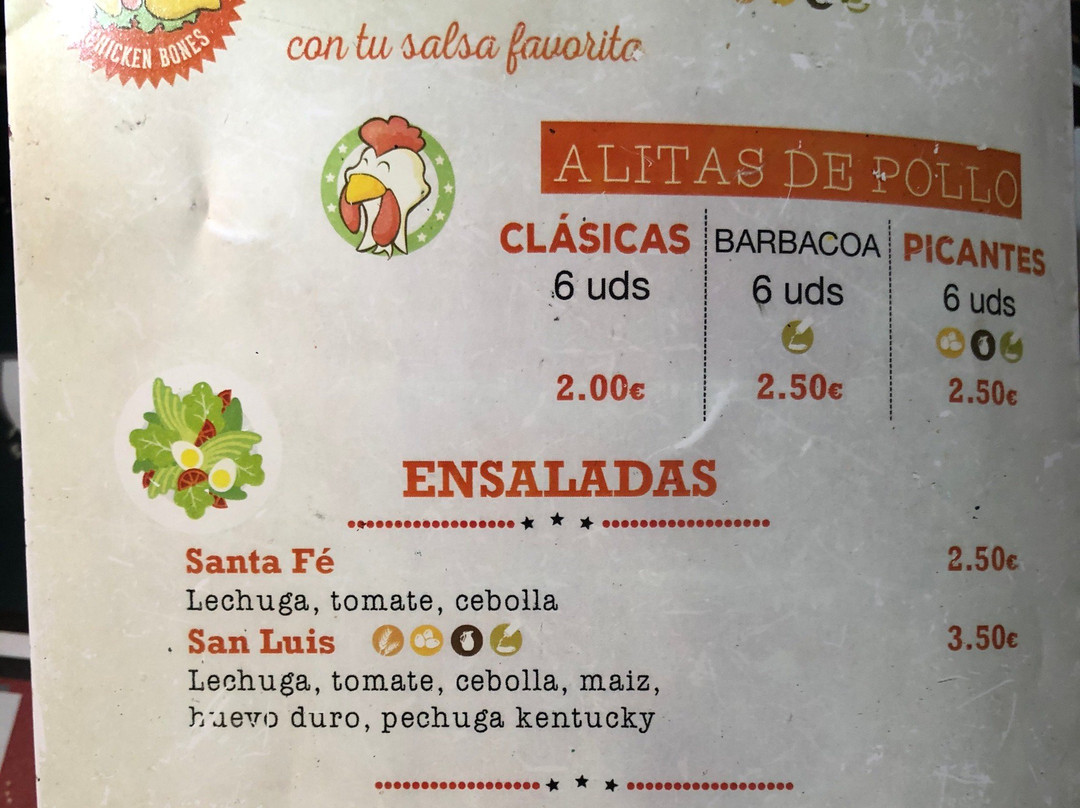 CHICKEN BONES
con tu salsa favorita
ALITAS DE POLLO
CLÁSICAS BARBACOA PICANTES
6 uds 6 uds 6 uds
2.00€ 2.50€ 2.50€
ENSALADAS
Santa Fé 2.50€
Lechuga, tomate, cebolla
San Luis 3.50€
Lechuga, tomate, cebolla, maiz,
huevo duro, pechuga kentucky